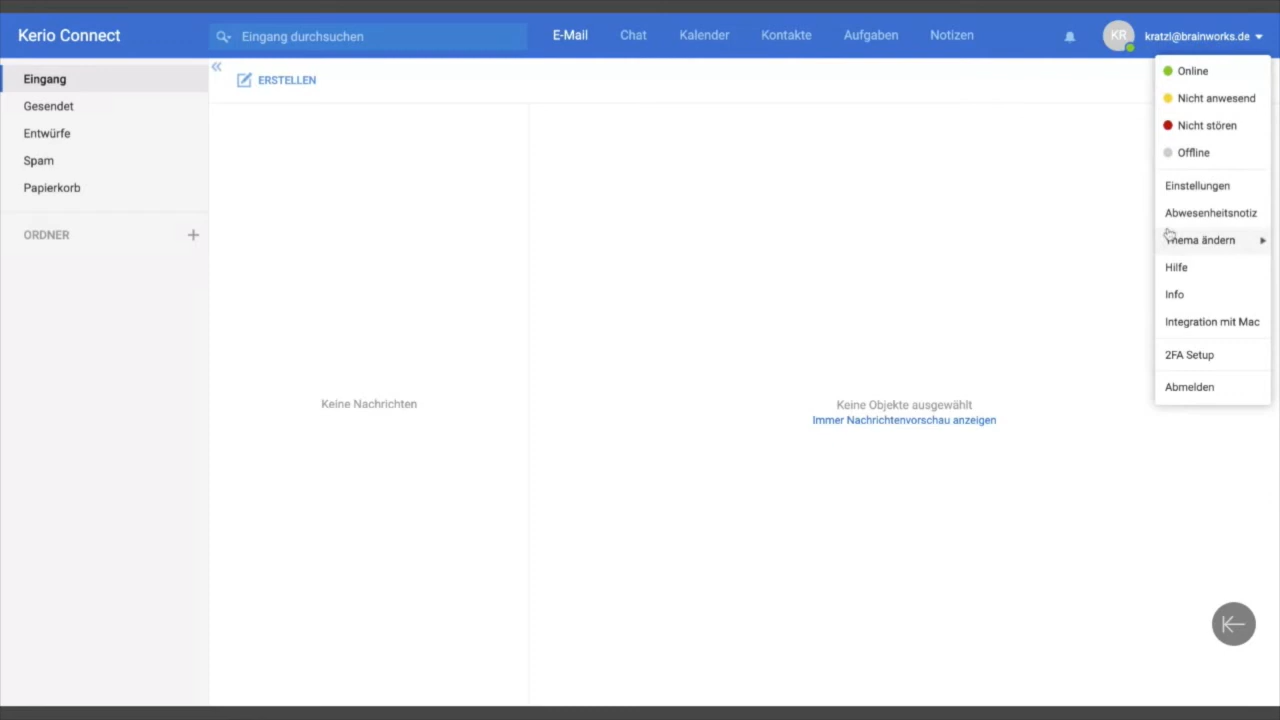 Kerio Connect
Eingang durchsuchen
E-Mail
Chat
Kalender
Kontakte
Aufgaben
Notizen
KR
kratzl@brainworks.de
Eingang
Gesendet
Entwürfe
Spam
Papierkorb
ORDNER
ERSTELLEN
Keine Nachrichten
Keine Objekte ausgewählt
Immer Nachrichtenvorschau anzeigen
Online
Nicht anwesend
Nicht stören
Offline
Einstellungen
Abwesenheitsnotiz
Thema ändern
Hilfe
Info
Integration mit Mac
2FA Setup
Abmelden